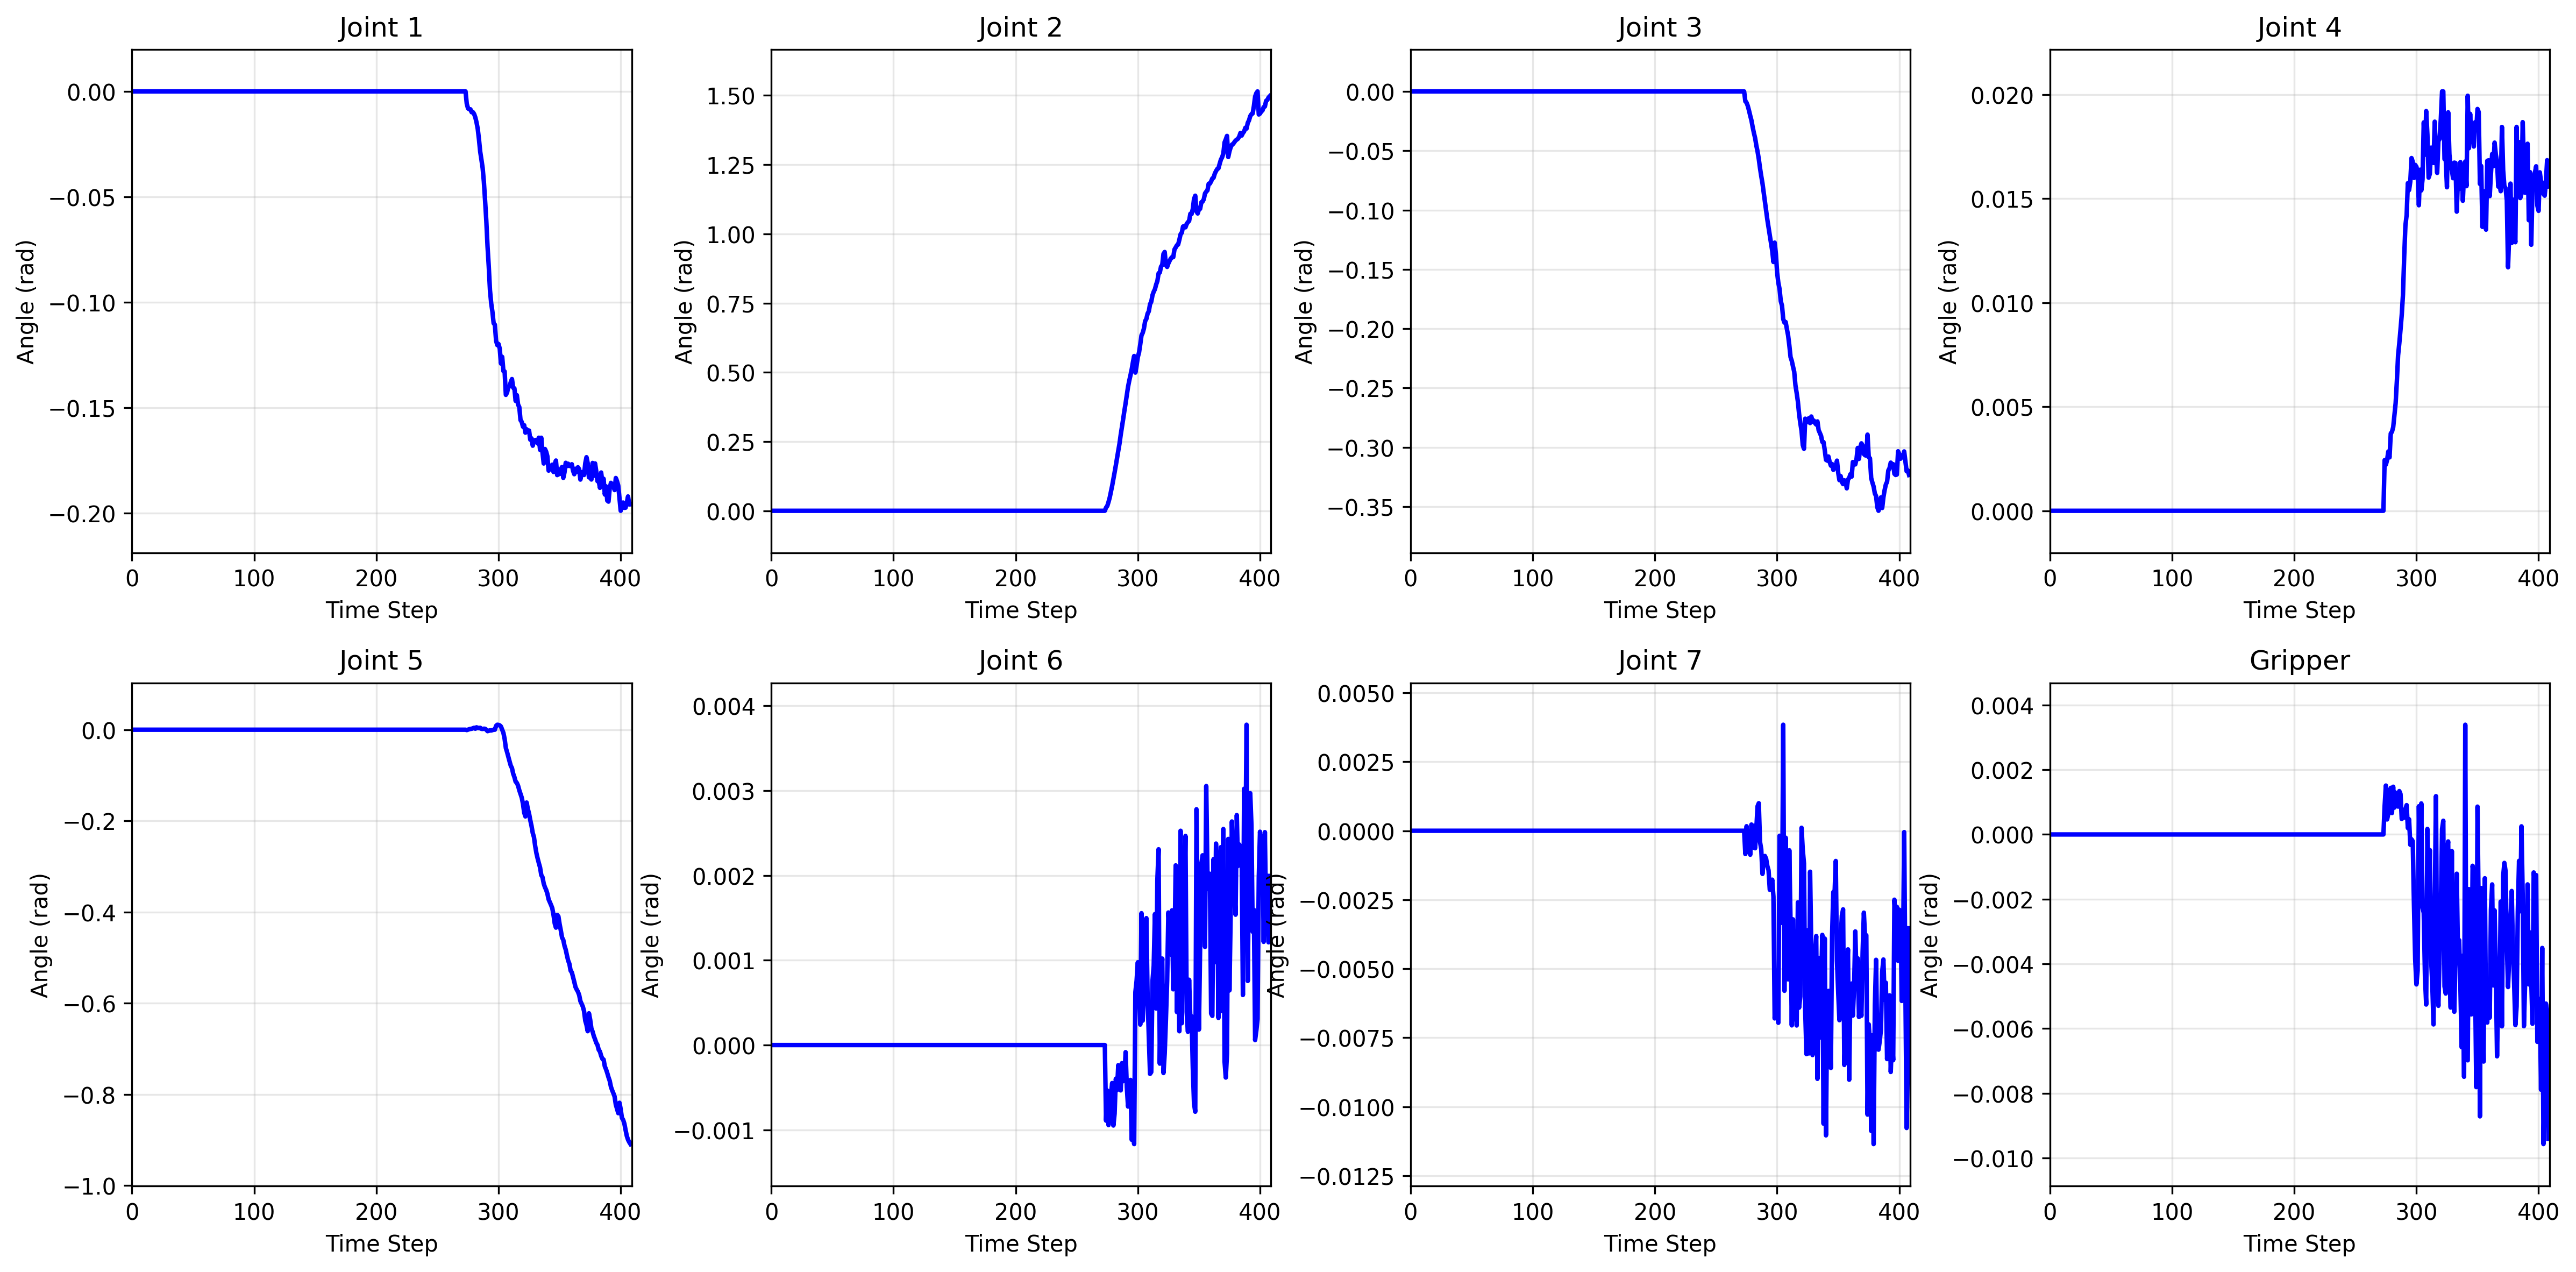 Joint 1
0.00
−0.05
−0.10
−0.15
−0.20
Angle (rad)
0 100 200 300 400
Time Step
Joint 2
1.50
1.25
1.00
0.75
0.50
0.25
0.00
Angle (rad)
0 100 200 300 400
Time Step
Joint 3
0.00
−0.05
−0.10
−0.15
−0.20
−0.25
−0.30
−0.35
Angle (rad)
0 100 200 300 400
Time Step
Joint 4
0.020
0.015
0.010
0.005
0.000
Angle (rad)
0 100 200 300 400
Time Step
Joint 5
0.0
−0.2
−0.4
−0.6
−0.8
−1.0
Angle (rad)
0 100 200 300 400
Time Step
Joint 6
0.004
0.003
0.002
0.001
0.000
−0.001
Angle (rad)
0 100 200 300 400
Time Step
Joint 7
0.0050
0.0025
0.0000
−0.0025
−0.0050
−0.0075
−0.0100
−0.0125
Angle (rad)
0 100 200 300 400
Time Step
Gripper
0.004
0.002
0.000
−0.002
−0.004
−0.006
−0.008
−0.010
Angle (rad)
0 100 200 300 400
Time Step